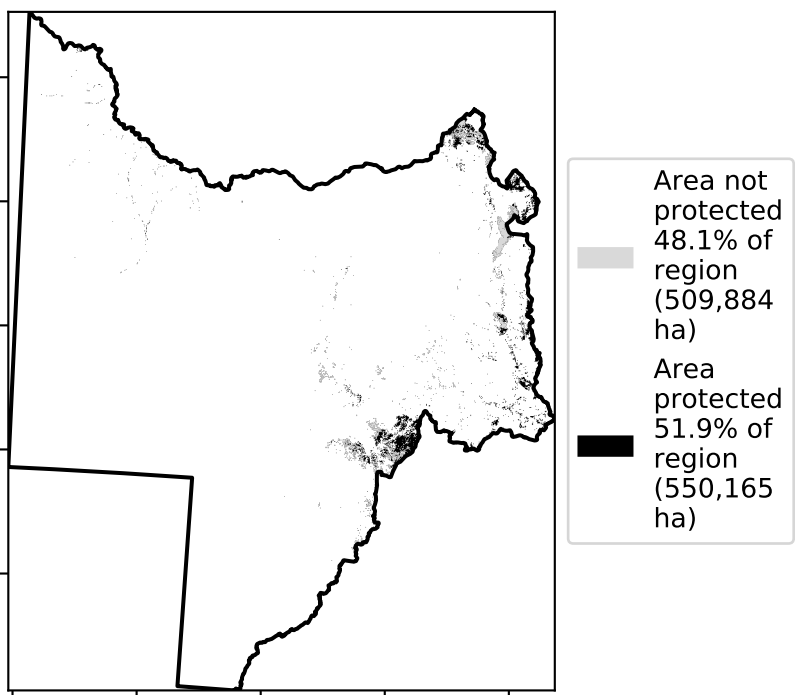 Area not
protected
48.1% of
region
(509,884
ha)
Area
protected
51.9% of
region
(550,165
ha)